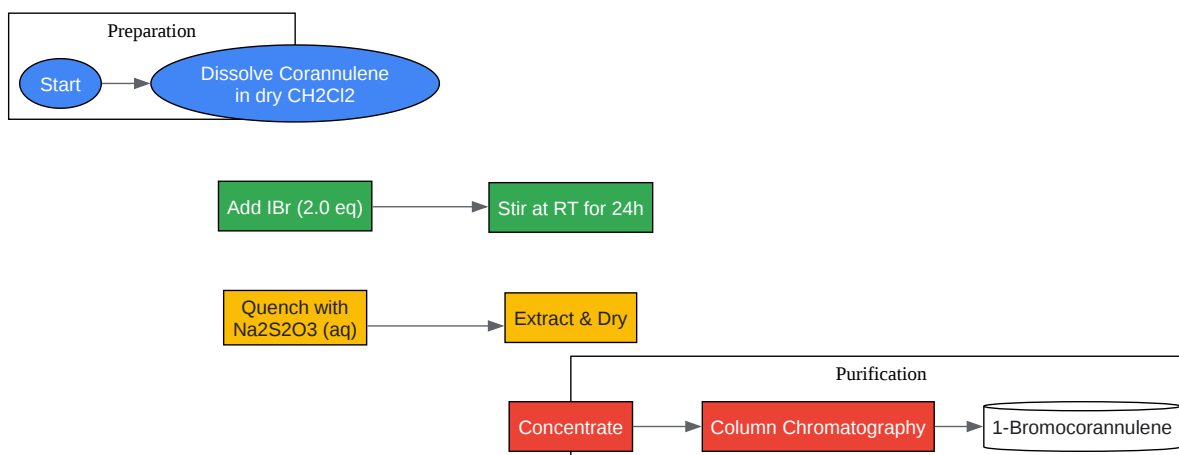 Preparation
Start
Dissolve Corannulene
in dry CH2Cl2
Add IBr (2.0 eq)
Stir at RT for 24h
Quench with
Na2S2O3 (aq)
Extract & Dry
Purification
Concentrate
Column Chromatography
1-Bromocorannulene